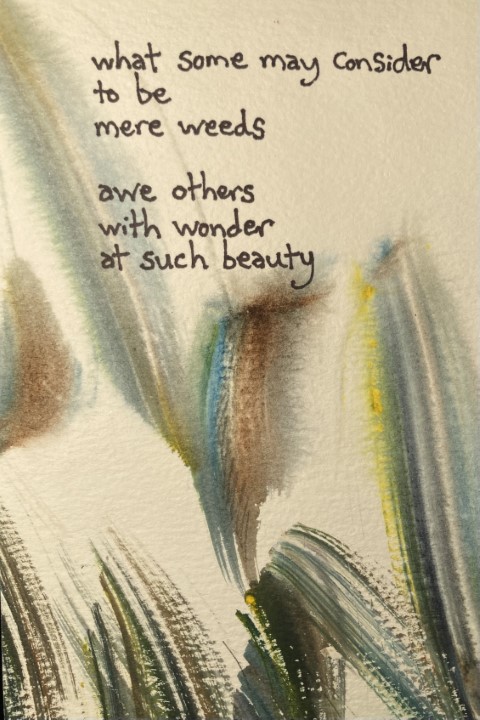 what some may consider
to be
mere weeds
awe others
with wonder
at such beauty